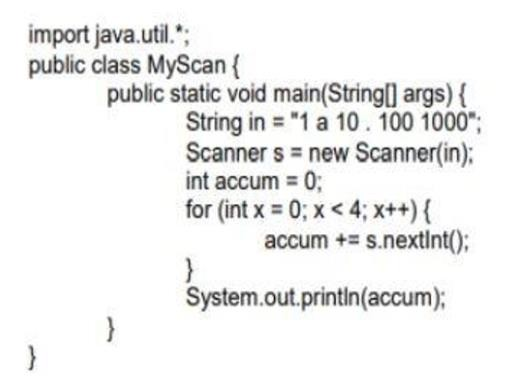 import java.util.*;
public class MyScan {
public static void main(String[] args) {
String in = "1 a 10 . 100 1000";
Scanner s = new Scanner(in);
int accum = 0;
for (int x = 0; x < 4; x++) {
accum += s.nextInt();
}
System.out.println(accum);
}
}